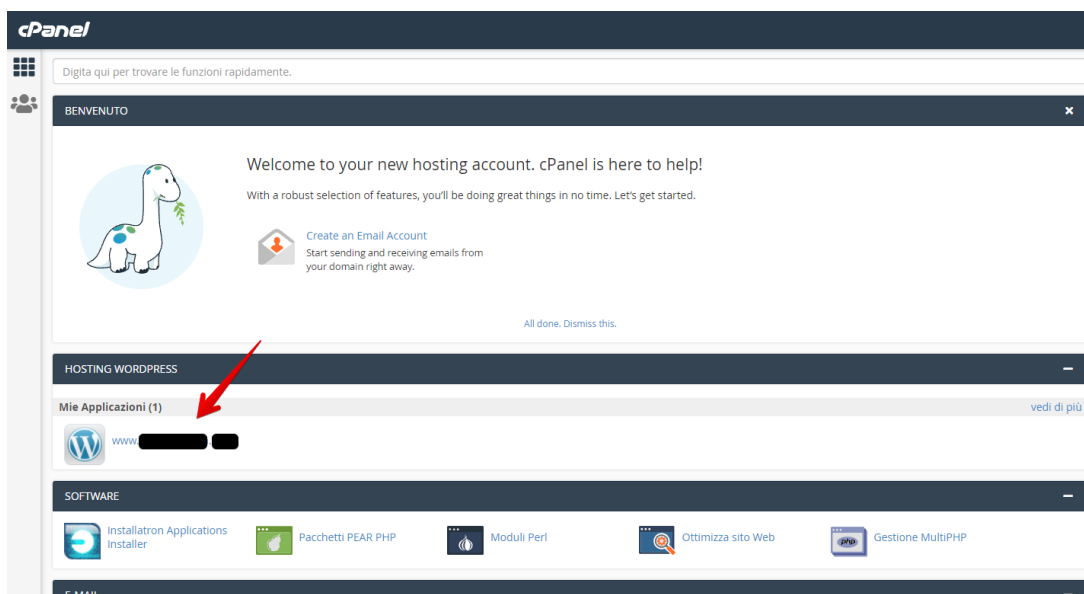 cPanel
Digita qui per trovare le funzioni rapidamente.
BENVENUTO
Welcome to your new hosting account. cPanel is here to help!
With a robust selection of features, you'll be doing great things in no time. Let's get started.
Create an Email Account
Start sending and receiving emails from
your domain right away.
All done. Dismiss this.
HOSTING WORDPRESS
Mie Applicazioni (1)
vedi di più
www.
SOFTWARE
Installatron Applications
Installer
Pacchetti PEAR PHP
Moduli Perl
Ottimizza sito Web
php
Gestione MultiPHP
E-MAIL